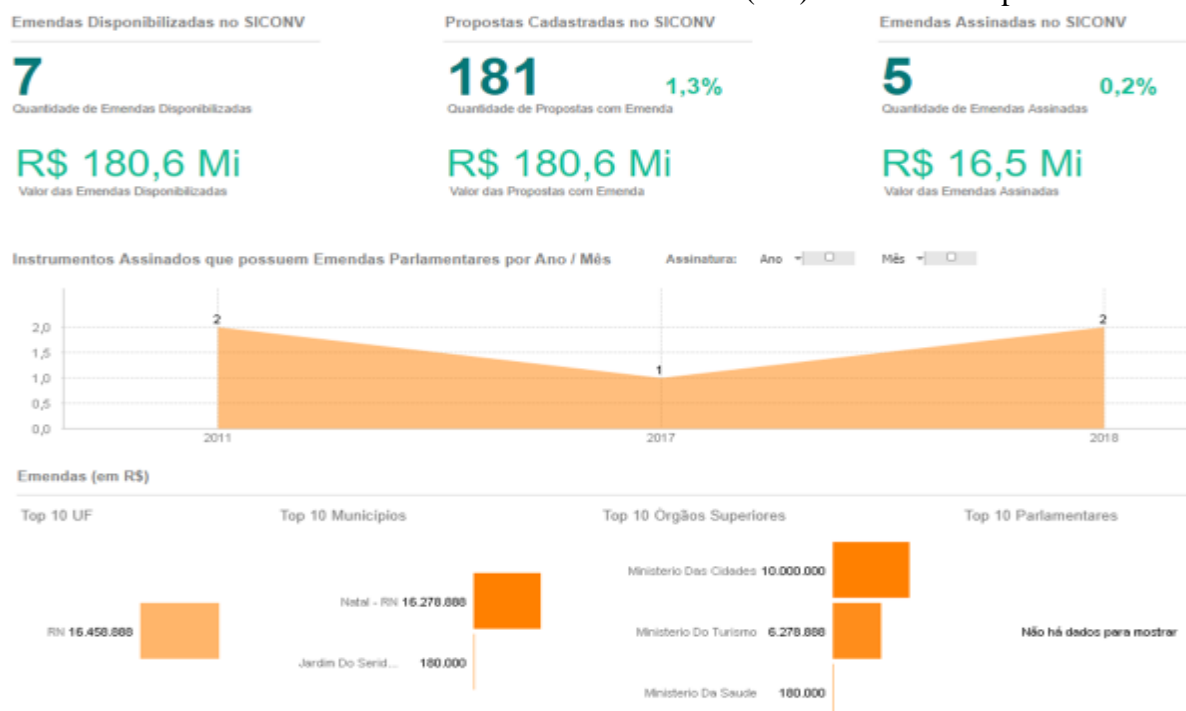 Emendas Disponibilizadas no SICONV
7
Quantidade de Emendas Disponibilizadas
R$ 180,6 Mi
Valor das Emendas Disponibilizadas
Propostas Cadastradas no SICONV
181 1,3%
Quantidade de Propostas com Emenda
R$ 180,6 Mi
Valor das Propostas com Emenda
Emendas Assinadas no SICONV
5 0,2%
Quantidade de Emendas Assinadas
R$ 16,5 Mi
Valor das Emendas Assinadas
Instrumentos Assinados que possuem Emendas Parlamentares por Ano / Mês Assinatura: Ano Mês
2,0
1,5
1,0
0,5
0,0
2 1 2
2011 2017 2018
Emendas (em R$)
Top 10 UF
RN 16.458.888
Top 10 Municípios
Natal - RN 16.278.888
Jardim Do Serid... 180.000
Top 10 Órgãos Superiores
Ministerio Das Cidades 10.000.000
Ministerio Do Turismo 6.278.888
Ministerio Da Saude 180.000
Top 10 Parlamentares
Não há dados para mostrar